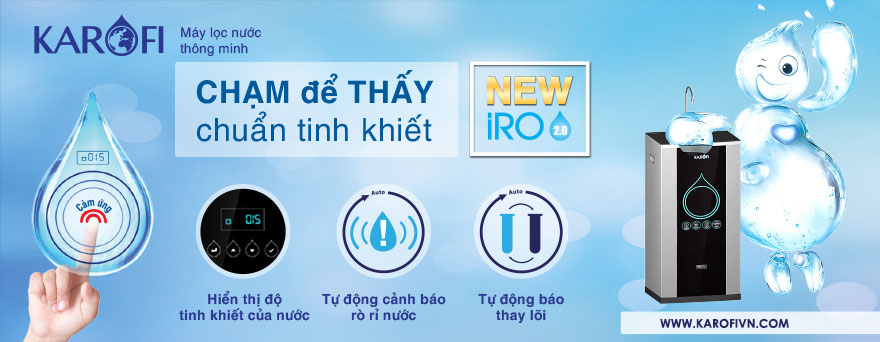 KAROFI
Máy lọc nước
thông minh
CHẠM để THẤY
chuẩn tinh khiết
NEW
iRO 2.0
015
Cảm ứng
015
Hiển thị độ
tinh khiết của nước
Auto
Tự động cảnh báo
rò rỉ nước
Auto
Tự động báo
thay lõi
KAROFI
WWW.KAROFIVN.COM